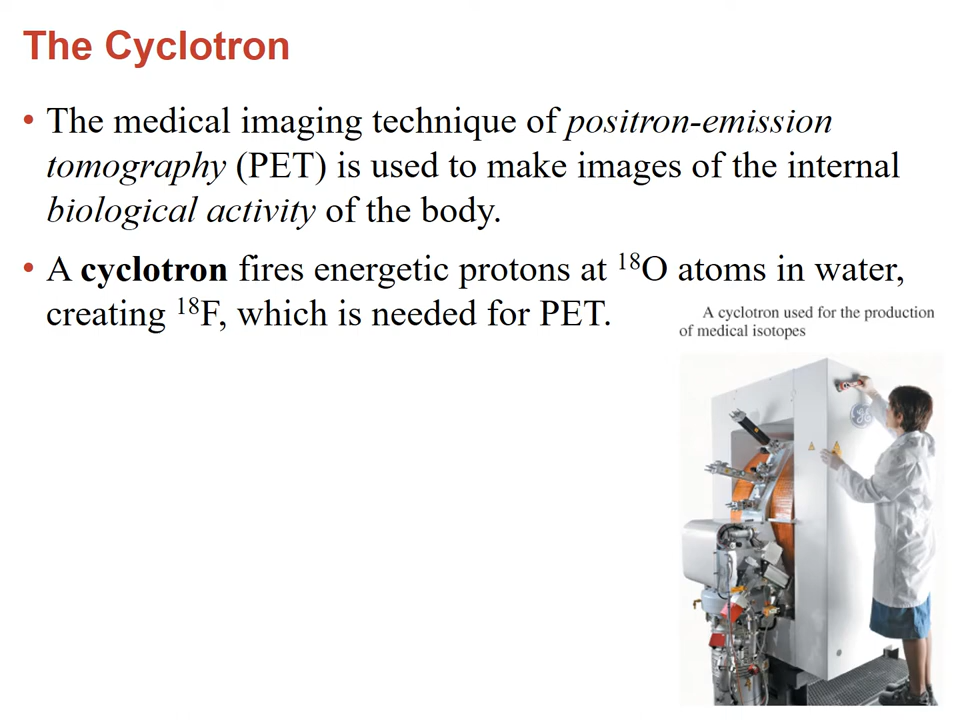 The Cyclotron
• The medical imaging technique of positron-emission
tomography (PET) is used to make images of the internal
biological activity of the body.
• A cyclotron fires energetic protons at ¹⁸O atoms in water,
creating ¹⁸F, which is needed for PET.
A cyclotron used for the production
of medical isotopes
GE